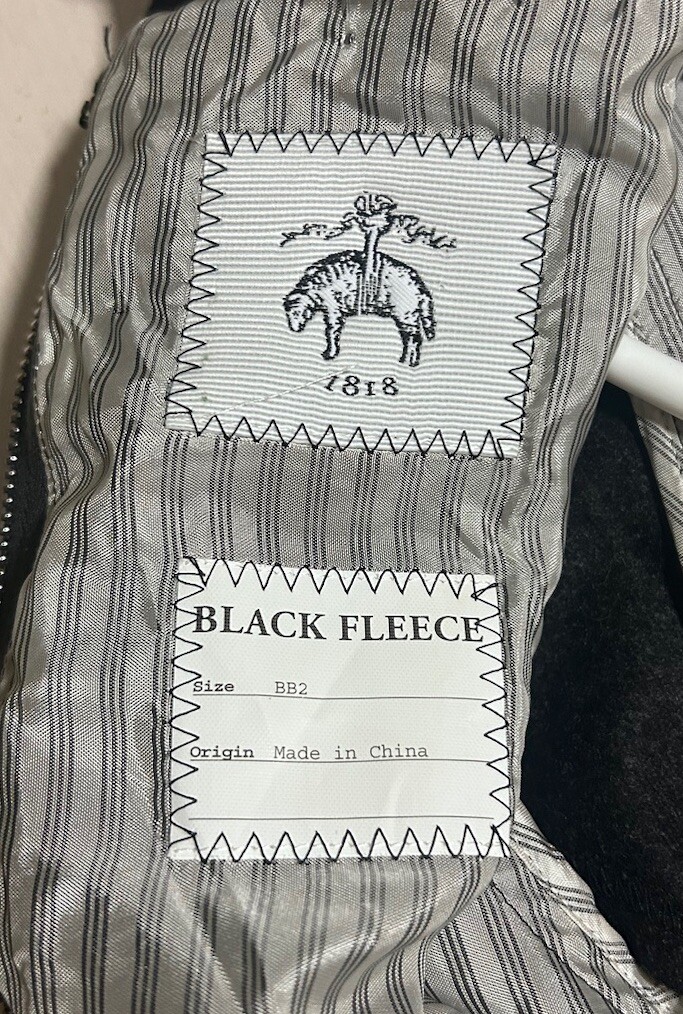 1818
BLACK FLEECE
Size BB2
Origin Made in China